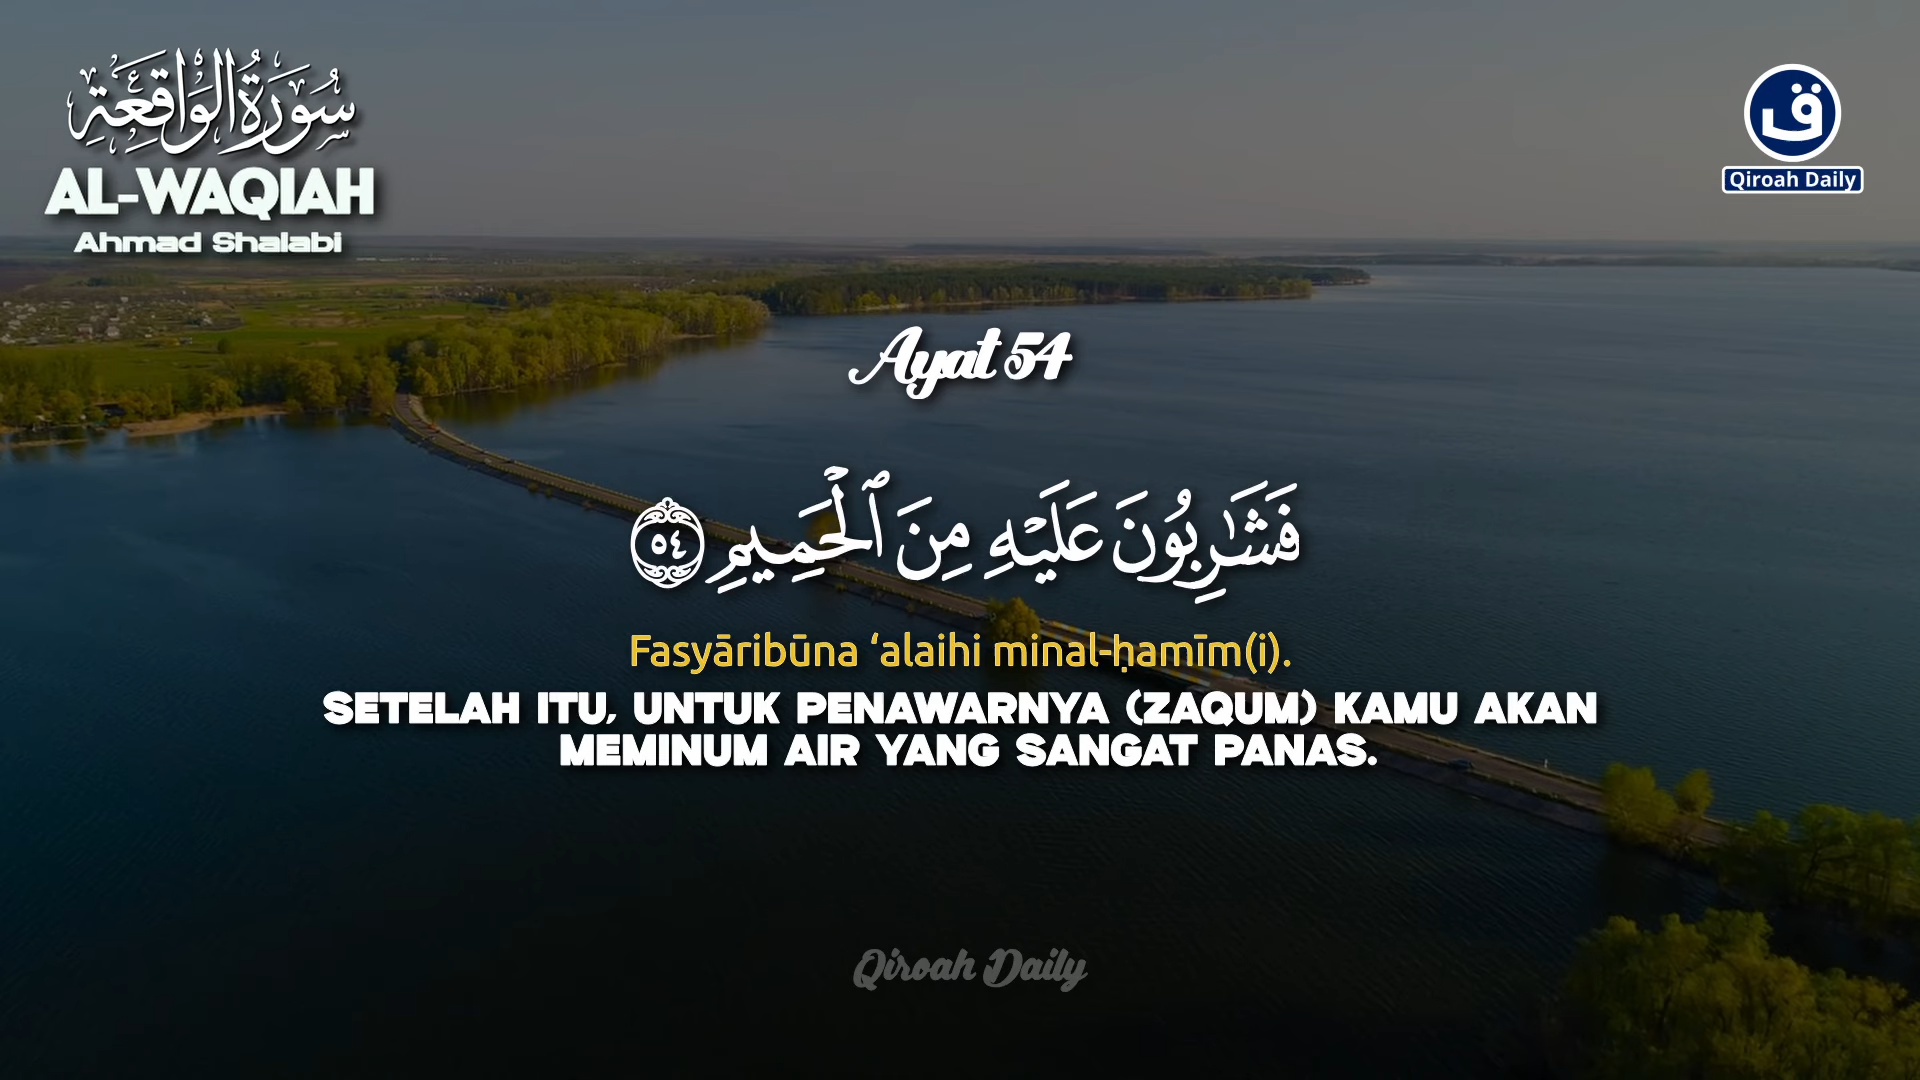 سُورَةُ الْوَاقِعَةِ
AL-WAQIAH
Ahmad Shalabi
ق
Qiroah Daily
Ayat 54
فَشَٰرِبُونَ عَلَيْهِ مِنَ ٱلْحَمِيمِ ٥٤
Fasyāribūna ‘alaihi minal-ḥamīm(i).
SETELAH ITU, UNTUK PENAWARNYA (ZAQUM) KAMU AKAN
MEMINUM AIR YANG SANGAT PANAS.
Qiroah Daily